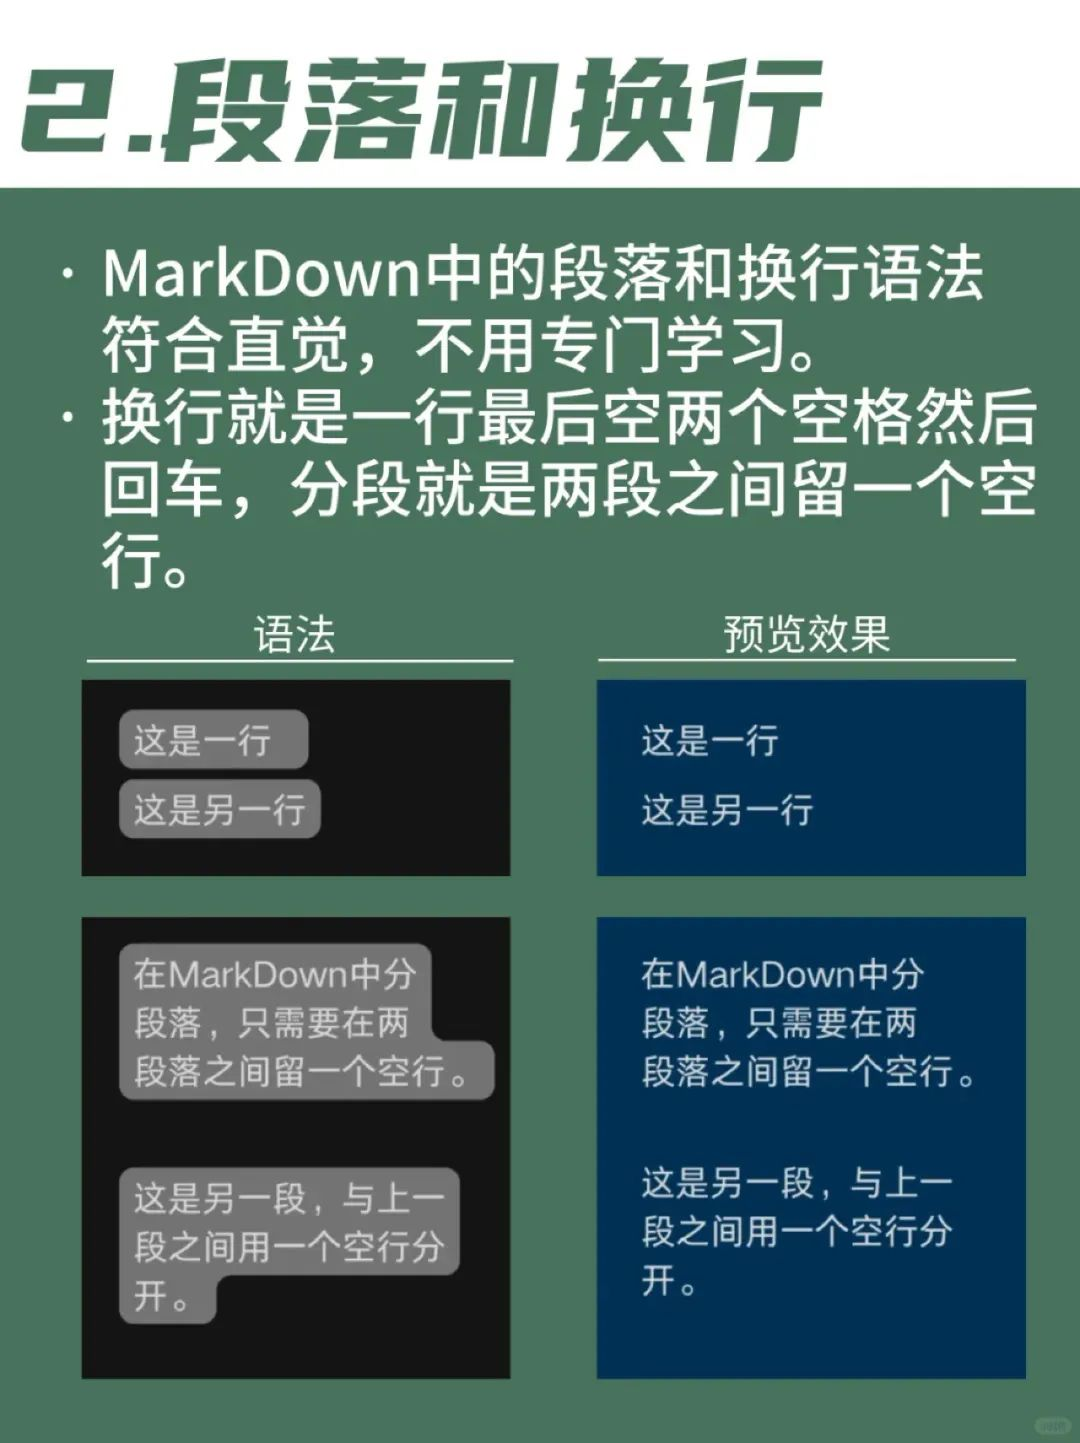 2.段落和换行
· MarkDown中的段落和换行语法
符合直觉，不用专门学习。
· 换行就是一行最后空两个空格然后
回车，分段就是两段之间留一个空
行。
语法
预览效果
这是一行
这是另一行
这是一行
这是另一行
在MarkDown中分
段落，只需要在两
段落之间留一个空行。
这是另一段，与上一
段之间用一个空行分
开。
在MarkDown中分
段落，只需要在两
段落之间留一个空行。
这是另一段，与上一
段之间用一个空行分
开。